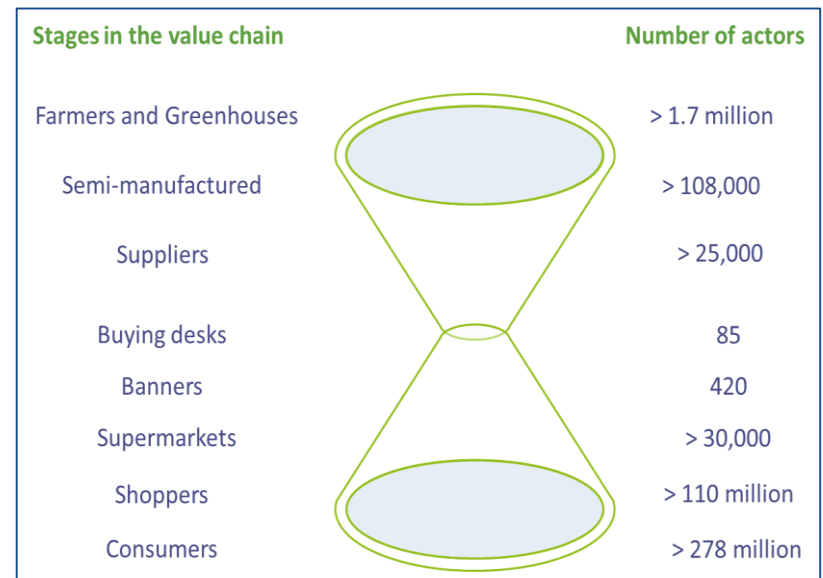 Stages in the value chain Number of actors
Farmers and Greenhouses > 1.7 million
Semi-manufactured > 108,000
Suppliers > 25,000
Buying desks 85
Banners 420
Supermarkets > 30,000
Shoppers > 110 million
Consumers > 278 million